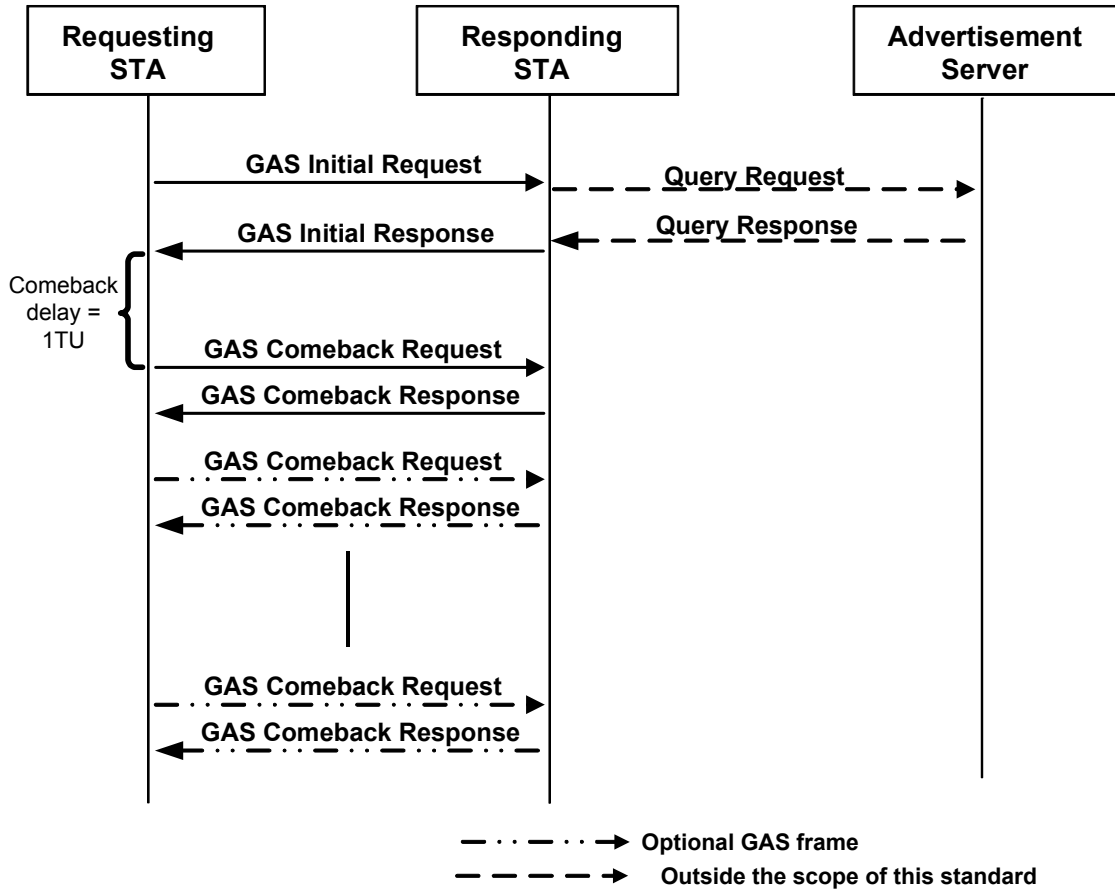 Requesting
STA
Responding
STA
Advertisement
Server
GAS Initial Request
Query Request
GAS Initial Response
Query Response
Comeback
delay =
1TU
GAS Comeback Request
GAS Comeback Response
GAS Comeback Request
GAS Comeback Response
GAS Comeback Request
GAS Comeback Response
Optional GAS frame
Outside the scope of this standard